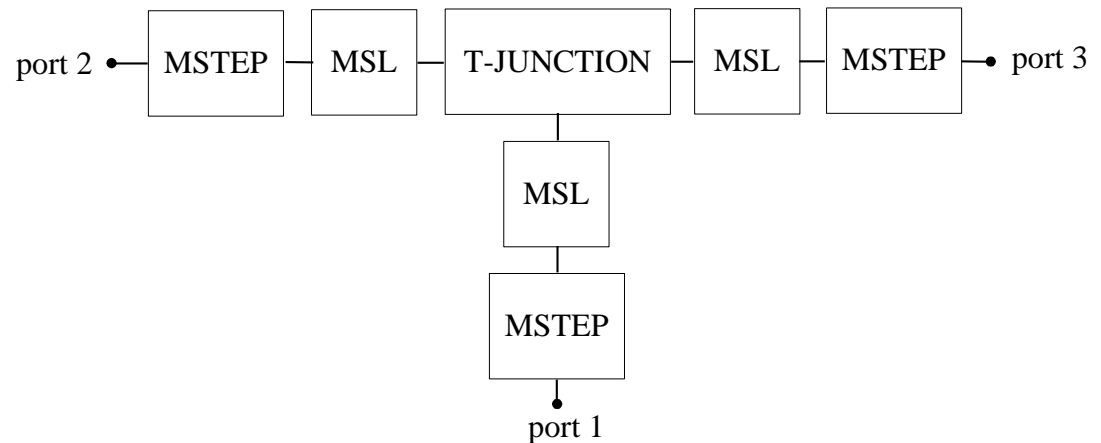 port 2 MSTEP MSL T-JUNCTION MSL MSTEP port 3
MSL
MSTEP
port 1